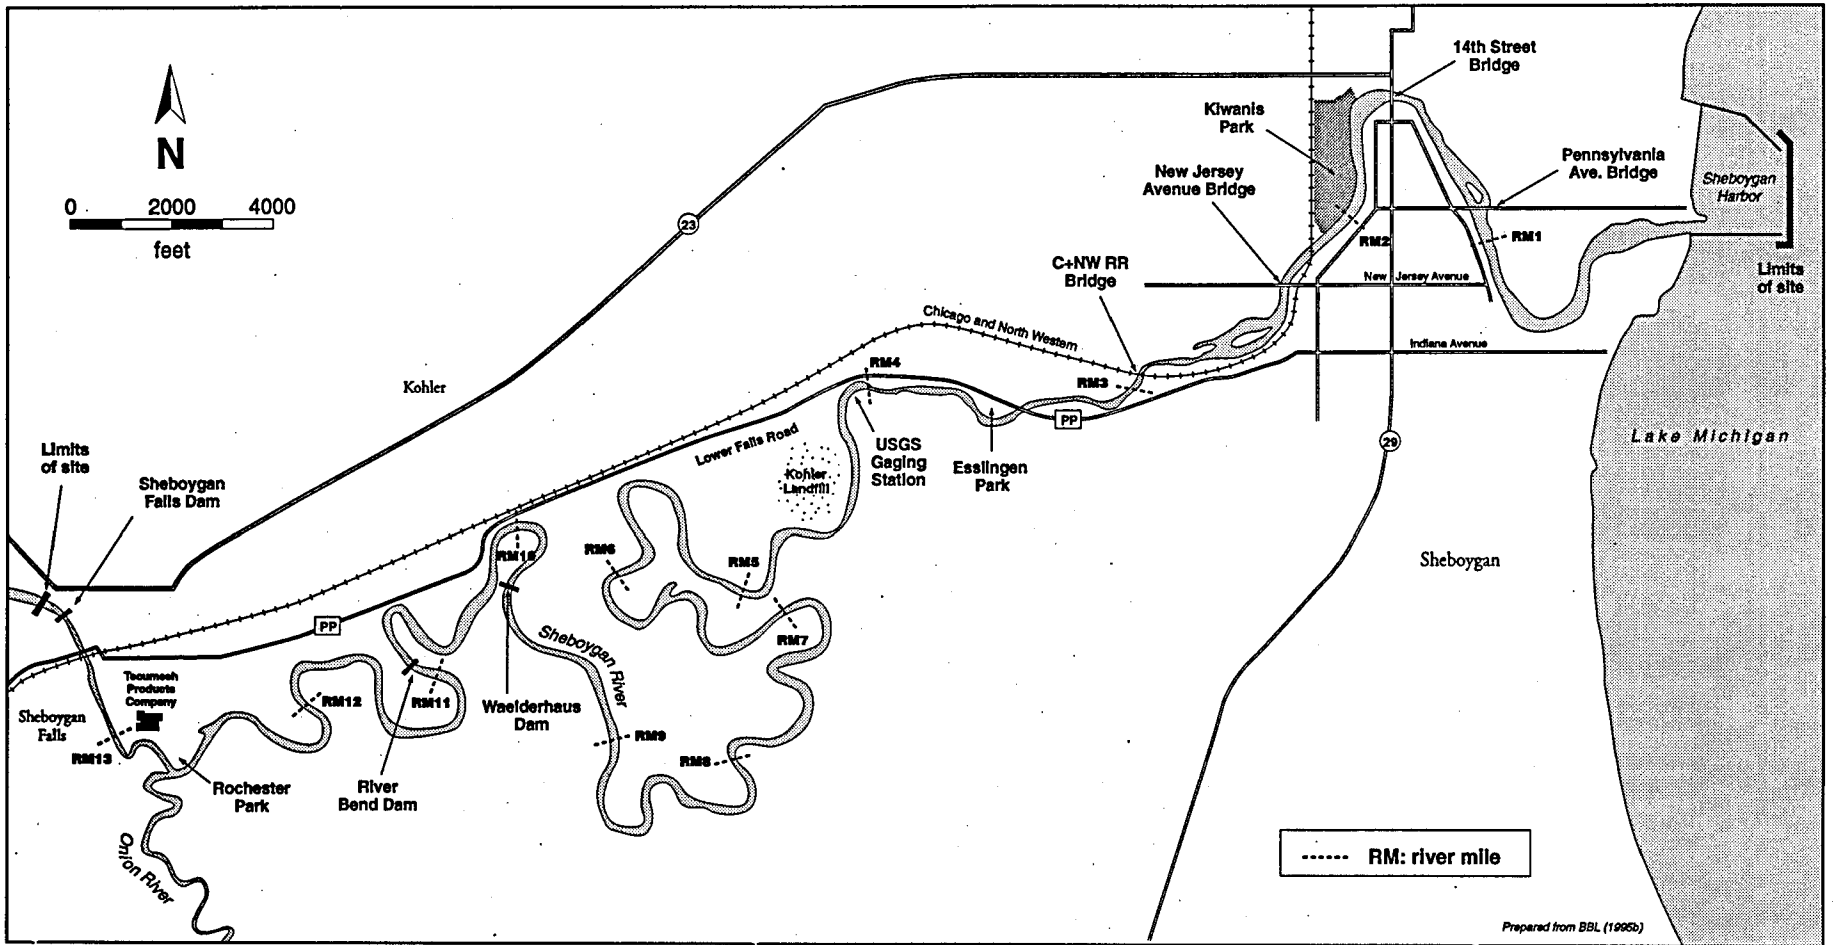 14th Street
Bridge
Kiwanis
Park
N
New Jersey
Avenue Bridge
Pennsylvania
Ave. Bridge
Sheboygan
Harbor
0 2000 4000
feet
23
RM2
RM1
C+NW RR
Bridge
New Jersey Avenue
Limits
of site
Chicago and North Western
Indiana Avenue
RM4
Kohler
RM3
PP
Lower Falls Road
USGS
Gaging
Station
Esslingen
Park
29
Lake Michigan
Limits
of site
Sheboygan
Falls Dam
Kohler
Landfill
RM10
RM6
RM5
Sheboygan
PP
RM7
Sheboygan River
Tecumseh
Products
Company
RM12
RM11
Waelderhaus
Dam
Sheboygan
Falls
RM9
RM13
RM8
Rochester
Park
River
Bend Dam
Onion River
RM: river mile
Prepared from BBL (1995b)